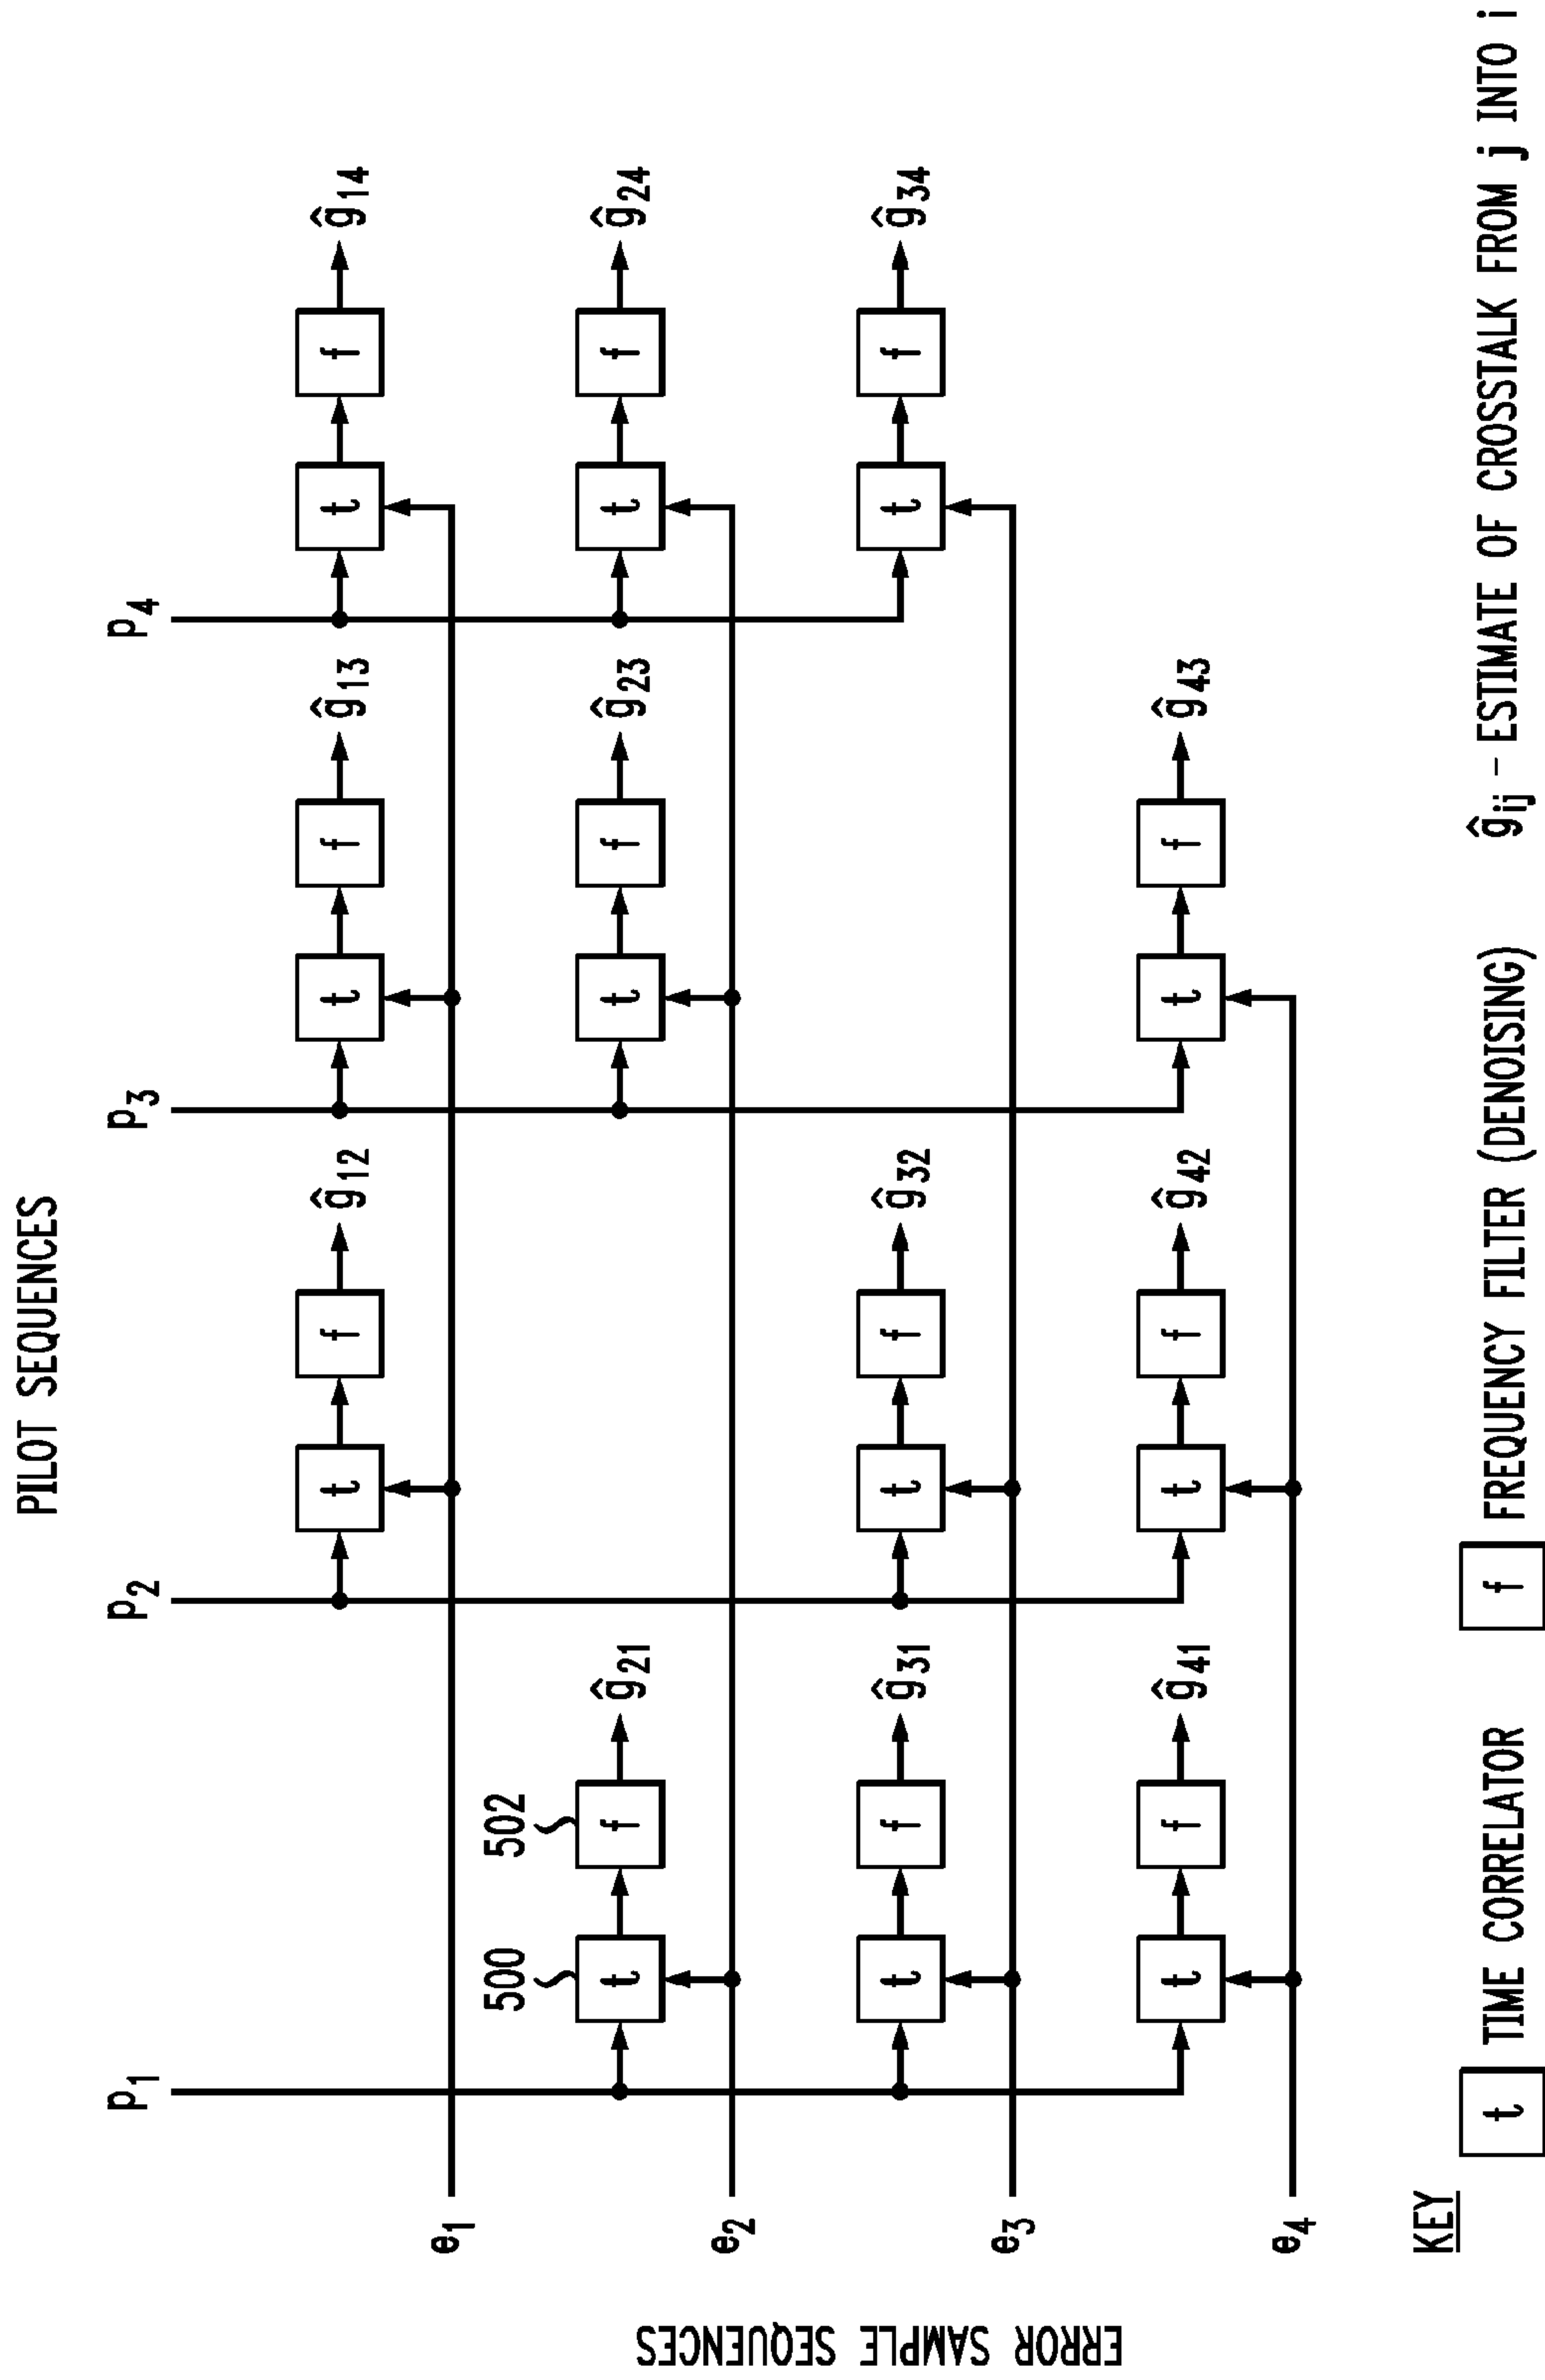 PILOT SEQUENCES
p1 p2 p3 p4
t f ĝ12 t f ĝ13 t f ĝ14
e1
500 502
t f ĝ21 t f ĝ23 t f ĝ24
e2
t f ĝ31 t f ĝ32 t f ĝ34
e3
t f ĝ41 t f ĝ42 t f ĝ43
e4
ERROR SAMPLE SEQUENCES
KEY
t TIME CORRELATOR f FREQUENCY FILTER (DENOISING) ĝij – ESTIMATE OF CROSSTALK FROM j INTO i